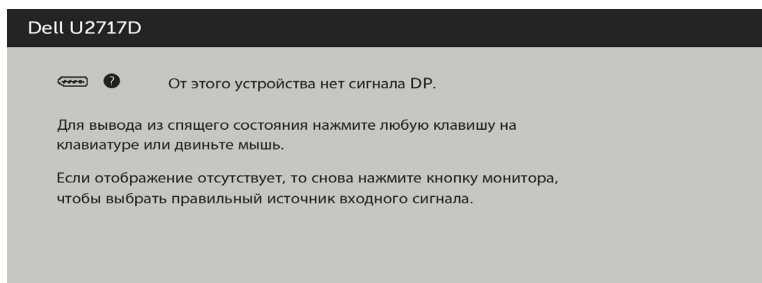 Dell U2717D
? От этого устройства нет сигнала DP.
Для вывода из спящего состояния нажмите любую клавишу на
клавиатуре или двиньте мышь.
Если отображение отсутствует, то снова нажмите кнопку монитора,
чтобы выбрать правильный источник входного сигнала.